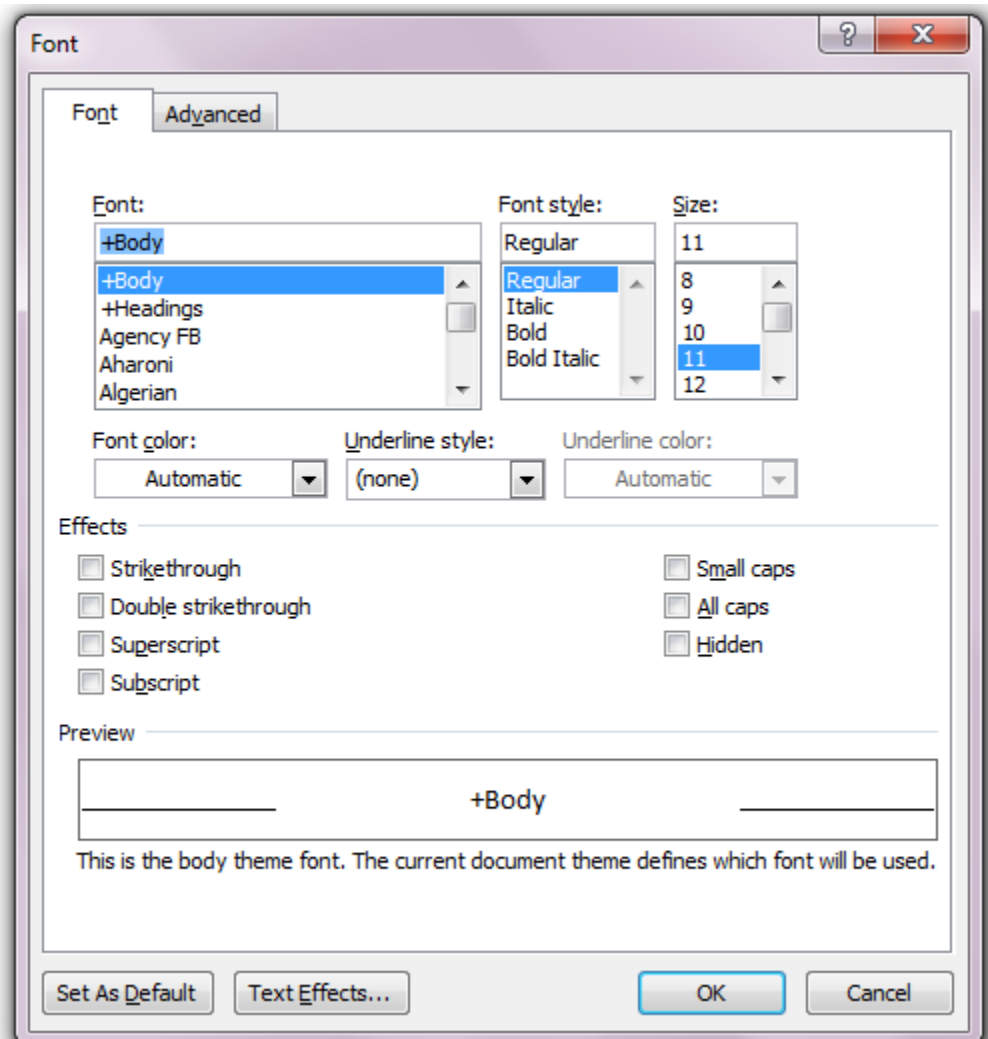 Font
Font Advanced
Font: Font style: Size:
+Body Regular 11
+Body Regular 8
+Headings Italic 9
Agency FB Bold 10
Aharoni Bold Italic 11
Algerian 12
Font color: Underline style: Underline color:
Automatic (none) Automatic
Effects
Strikethrough Small caps
Double strikethrough All caps
Superscript Hidden
Subscript
Preview
+Body
This is the body theme font. The current document theme defines which font will be used.
Set As Default Text Effects... OK Cancel